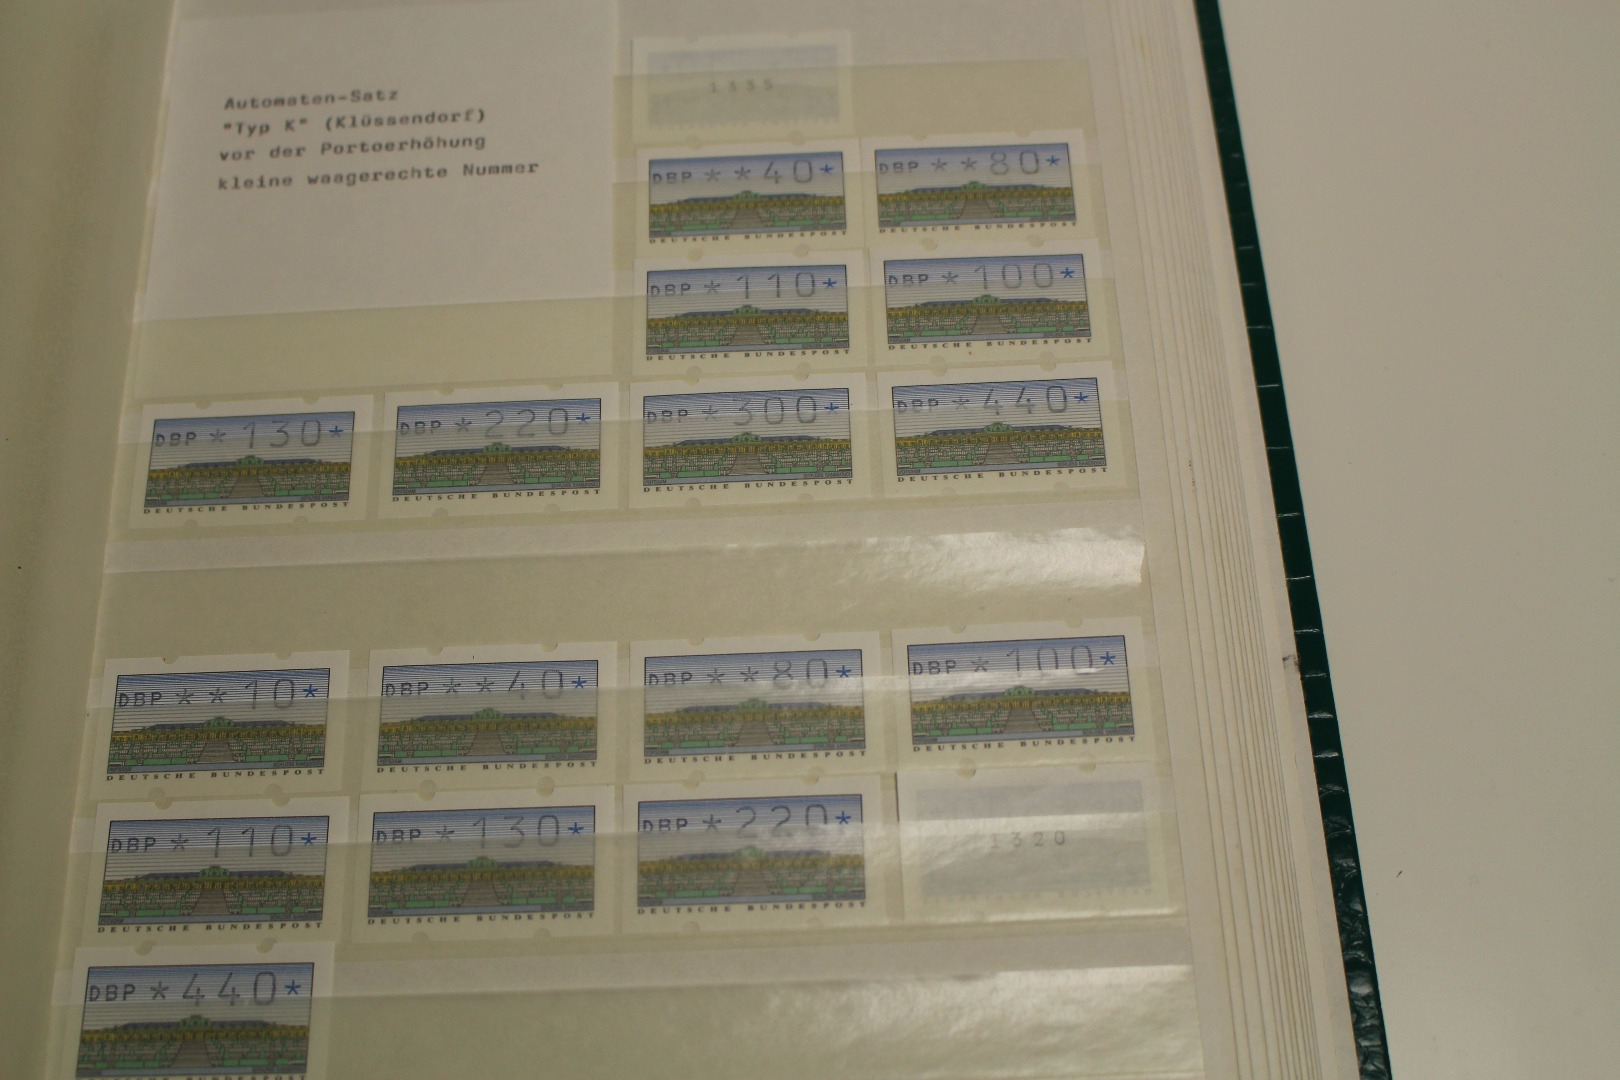 Automaten-Satz
"Typ K" (Klüssendorf)
vor der Portoerhöhung
kleine waagerechte Nummer
1335
DBP **40*
DEUTSCHE BUNDESPOST
DBP **80*
DEUTSCHE BUNDESPOST
DBP *110*
DEUTSCHE BUNDESPOST
DBP *100*
DEUTSCHE BUNDESPOST
DBP *130*
DEUTSCHE BUNDESPOST
DBP *220*
DEUTSCHE BUNDESPOST
DBP *300*
DEUTSCHE BUNDESPOST
DBP *440*
DEUTSCHE BUNDESPOST
DBP **10*
DEUTSCHE BUNDESPOST
DBP **40*
DEUTSCHE BUNDESPOST
DBP **80*
DEUTSCHE BUNDESPOST
DBP *100*
DEUTSCHE BUNDESPOST
DBP *110*
DEUTSCHE BUNDESPOST
DBP *130*
DEUTSCHE BUNDESPOST
DBP *220*
DEUTSCHE BUNDESPOST
1320
DBP *440*